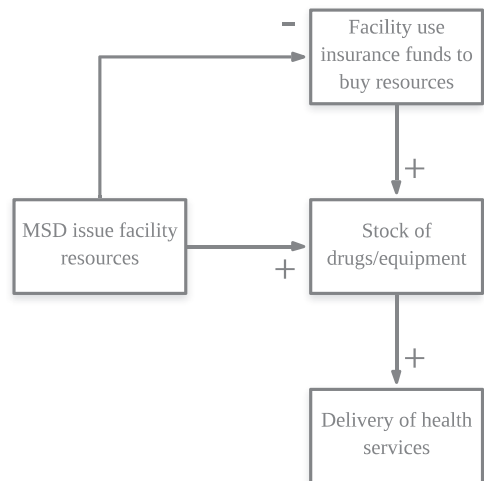 -
Facility use
insurance funds to
buy resources
+
MSD issue facility
resources
+
Stock of
drugs/equipment
+
Delivery of health
services